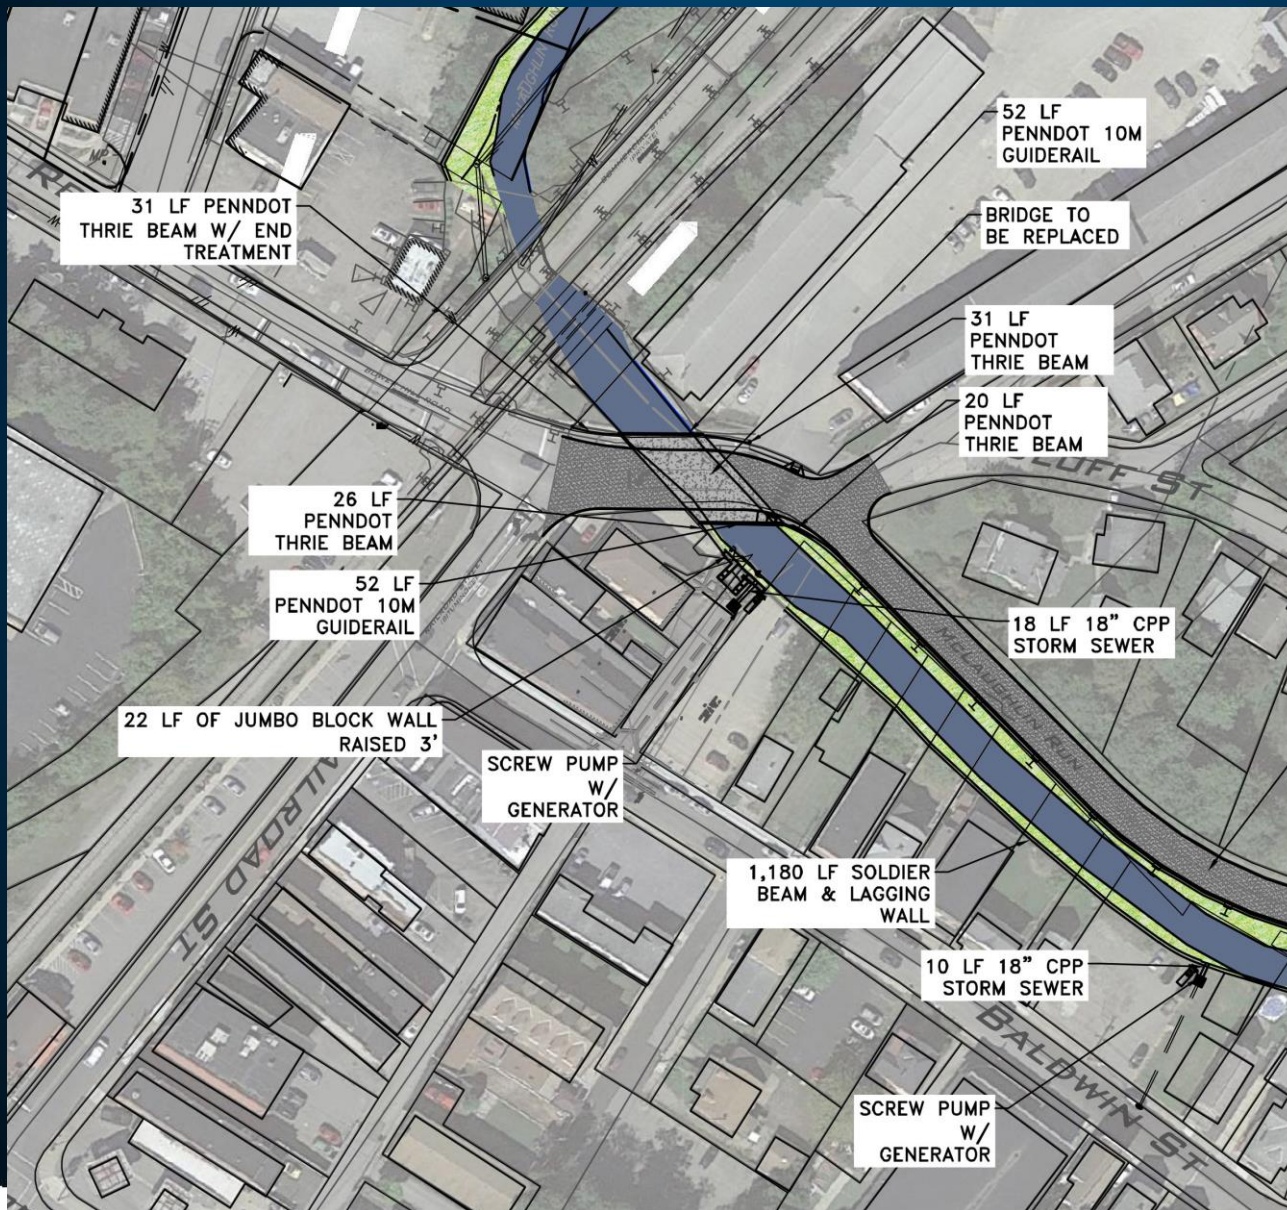 52 LF
PENNDOT 10M
GUIDERAIL
31 LF PENNDOT
THRIE BEAM W/ END
TREATMENT
BRIDGE TO
BE REPLACED
31 LF
PENNDOT
THRIE BEAM
20 LF
PENNDOT
THRIE BEAM
ST
26 LF
PENNDOT
THRIE BEAM
52 LF
PENNDOT 10M
GUIDERAIL
18 LF 18" CPP
STORM SEWER
MCLAUGHLIN RUN
22 LF OF JUMBO BLOCK WALL
RAISED 3'
SCREW PUMP
W/
GENERATOR
AILROAD ST
1,180 LF SOLDIER
BEAM & LAGGING
WALL
10 LF 18" CPP
STORM SEWER
BALDWIN ST
SCREW PUMP
W/
GENERATOR